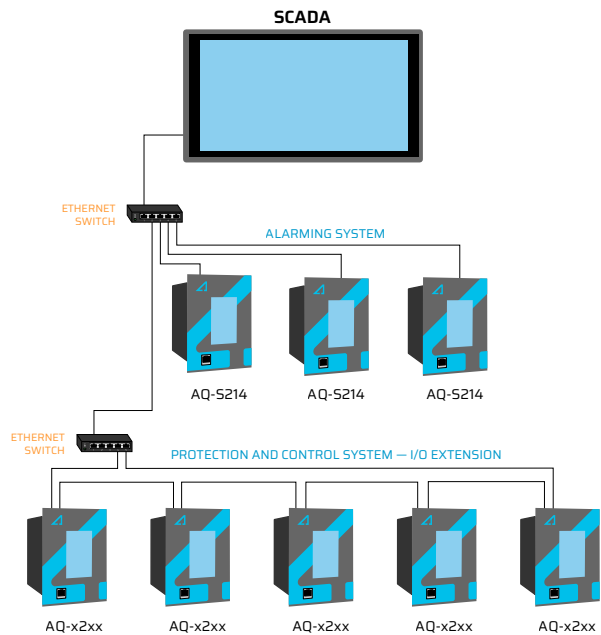 SCADA
ETHERNET
SWITCH
ALARMING SYSTEM
AQ-S214
AQ-S214
AQ-S214
ETHERNET
SWITCH
PROTECTION AND CONTROL SYSTEM — I/O EXTENSION
AQ-x2xx
AQ-x2xx
AQ-x2xx
AQ-x2xx
AQ-x2xx